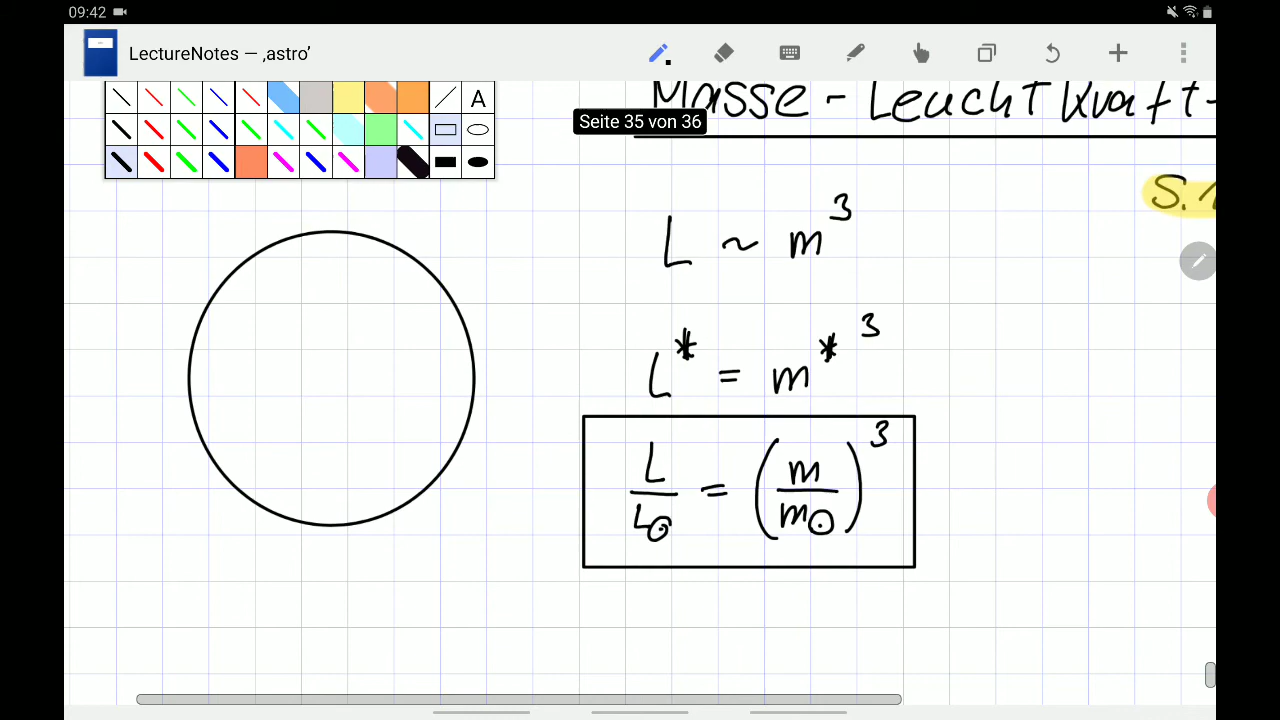 09:42
LectureNotes — ‚astro’
A
Seite 35 von 36
Masse - Leuchtkraft-
S.
L ~ m³
L* = m*³
L/L⊙ = (m/m⊙)³